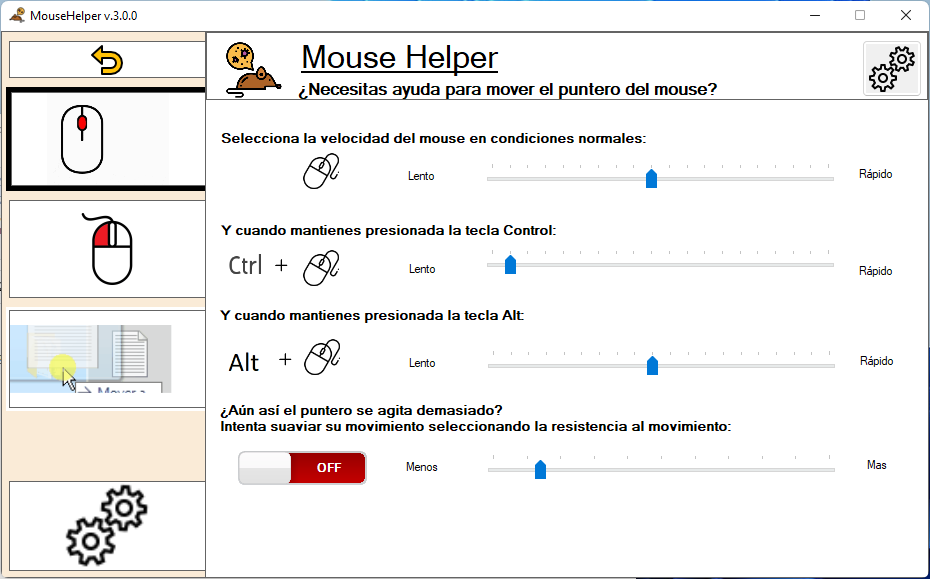 MouseHelper v.3.0.0
Mouse Helper
¿Necesitas ayuda para mover el puntero del mouse?
Selecciona la velocidad del mouse en condiciones normales:
Lento
Rápido
Y cuando mantienes presionada la tecla Control:
Ctrl +
Lento
Rápido
Y cuando mantienes presionada la tecla Alt:
Alt +
Lento
Rápido
Mover a
¿Aún así el puntero se agita demasiado?
Intenta suaviar su movimiento seleccionando la resistencia al movimiento:
OFF
Menos
Mas